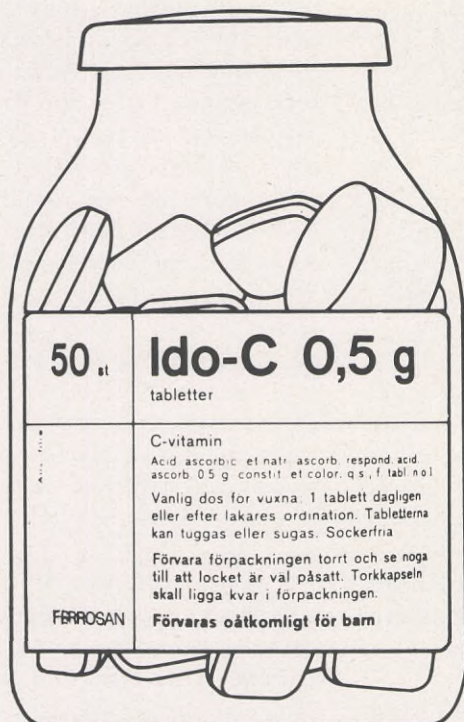 50 st
Ido-C 0,5 g
tabletter
C-vitamin
Acid ascorbic et natr ascorb. respond. acid.
ascorb 0 5 g constit et color. q s., f tabl no I
Vanlig dos for vuxna 1 tablett dagligen
eller efter lakares ordination. Tabletterna
kan tuggas eller sugas. Sockerfria
Förvara förpackningen torrt och se noga
till att locket är väl påsatt. Torkkapseln
skall ligga kvar i förpackningen.
FERROSAN
Förvaras oåtkomligt för barn